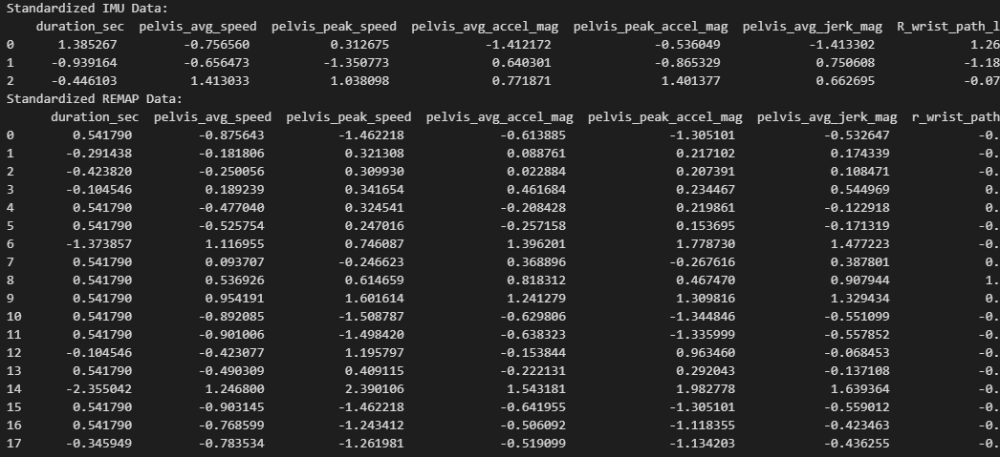 Standardized IMU Data:
duration_sec pelvis_avg_speed pelvis_peak_speed pelvis_avg_accel_mag pelvis_peak_accel_mag pelvis_avg_jerk_mag R_wrist_path_l
0 1.385267 -0.756560 0.312675 -1.412172 -0.536049 -1.413302 1.26
1 -0.939164 -0.656473 -1.350773 0.640301 -0.865329 0.750608 -1.18
2 -0.446103 1.413033 1.038098 0.771871 1.401377 0.662695 -0.07
Standardized REMAP Data:
duration_sec pelvis_avg_speed pelvis_peak_speed pelvis_avg_accel_mag pelvis_peak_accel_mag pelvis_avg_jerk_mag r_wrist_path
0 0.541790 -0.875643 -1.462218 -0.613885 -1.305101 -0.532647 -0.
1 -0.291438 -0.181806 0.321308 0.088761 0.217102 0.174339 -0.
2 -0.423820 -0.250056 0.309930 0.022884 0.207391 0.108471 -0.
3 -0.104546 0.189239 0.341654 0.461684 0.234467 0.544969 0.
4 0.541790 -0.477040 0.324541 -0.208428 0.219861 -0.122918 0.
5 0.541790 -0.525754 0.247016 -0.257158 0.153695 -0.171319 -0.
6 -1.373857 1.116955 0.746087 1.396201 1.778730 1.477223 -0.
7 0.541790 0.093707 -0.246623 0.368896 -0.267616 0.387801 0.
8 0.541790 0.536926 0.614659 0.818312 0.467470 0.907944 1.
9 0.541790 0.954191 1.601614 1.241279 1.309816 1.329434 0.
10 0.541790 -0.892085 -1.508787 -0.629806 -1.344846 -0.551099 -0.
11 0.541790 -0.901006 -1.498420 -0.638323 -1.335999 -0.557852 -0.
12 -0.104546 -0.423077 1.195797 -0.153844 0.963460 -0.068453 -0.
13 0.541790 -0.490309 0.409115 -0.222131 0.292043 -0.137108 -0.
14 -2.355042 1.246800 2.390106 1.543181 1.982778 1.639364 -0.
15 0.541790 -0.903145 -1.462218 -0.641955 -1.305101 -0.559012 -0.
16 0.541790 -0.768599 -1.243412 -0.506092 -1.118355 -0.423463 -0.
17 -0.345949 -0.783534 -1.261981 -0.519099 -1.134203 -0.436255 -0.